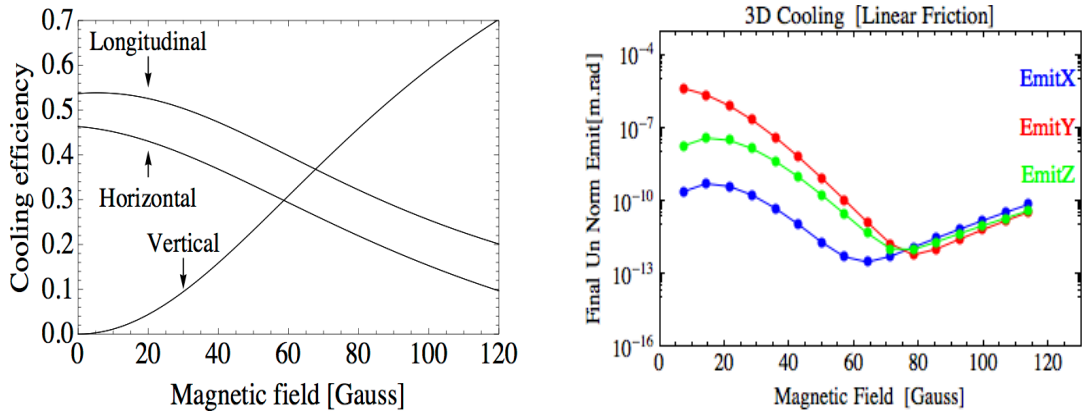 Cooling efficiency
0.7
0.6
0.5
0.4
0.3
0.2
0.1
0.0
Longitudinal
Horizontal
Vertical
0 20 40 60 80 100 120
Magnetic field [Gauss]
3D Cooling [Linear Friction]
Final Un Norm Emit[m.rad]
10⁻⁴
10⁻⁷
10⁻¹⁰
10⁻¹³
10⁻¹⁶
EmitX
EmitY
EmitZ
0 20 40 60 80 100 120
Magnetic Field [Gauss]